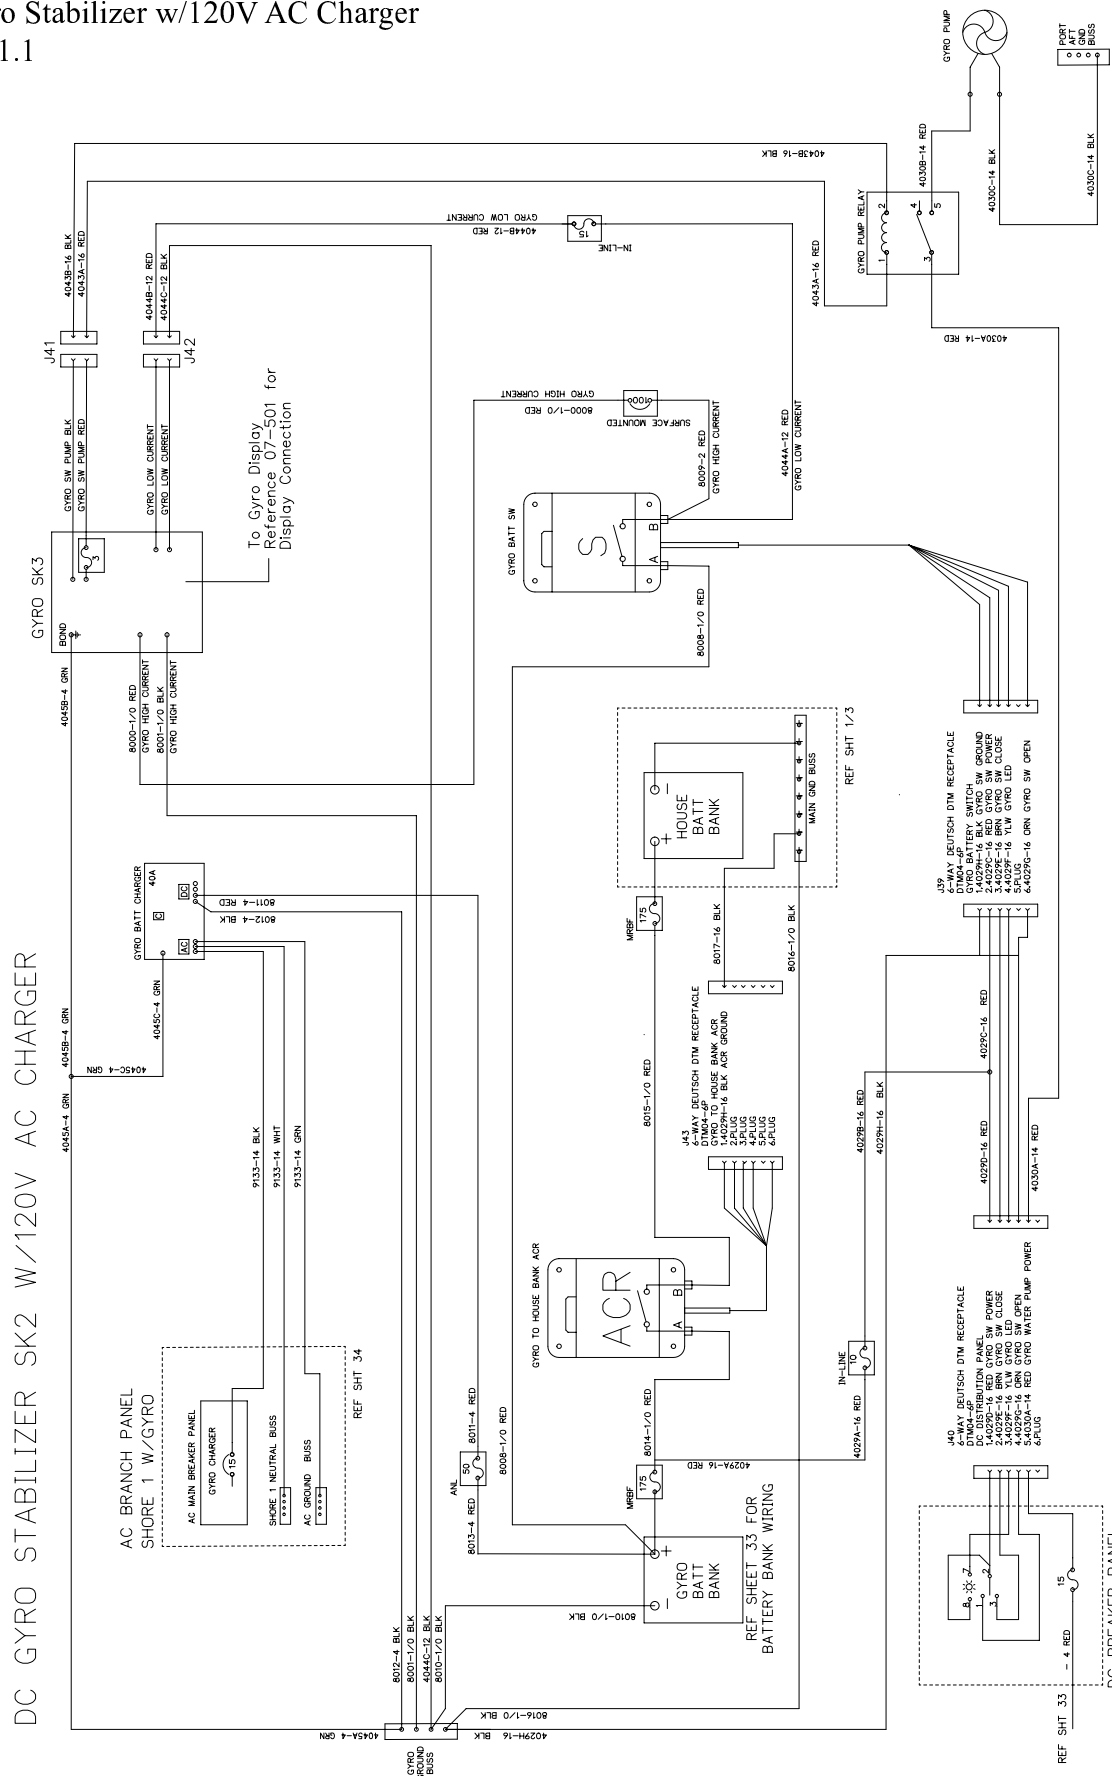 ro Stabilizer w/120V AC Charger
1.1
DC GYRO STABILIZER SK2 W/120V AC CHARGER
GYRO PUMP
PORT
AFT
GND
BUSS
4043B-16 BLK
4030B-14 RED
4030C-14 BLK
4030C-14 BLK
GYRO PUMP RELAY
1
2
3
4
5
4043A-16 RED
4030A-14 RED
GYRO LOW CURRENT
4044B-12 RED
15
IN-LINE
4043B-16 BLK
4043A-16 RED
4044B-12 RED
4044C-12 BLK
J41
J42
GYRO SW PUMP BLK
GYRO SW PUMP RED
GYRO LOW CURRENT
GYRO LOW CURRENT
To Gyro Display
Reference 07-501 for
Display Connection
GYRO SK3
3
BOND
4045B-4 GRN
8000-1/0 RED
GYRO HIGH CURRENT
8001-1/0 BLK
GYRO HIGH CURRENT
GYRO HIGH CURRENT
8000-1/0 RED
100
SURFACE MOUNTED
8009-2 RED
GYRO HIGH CURRENT
4044A-12 RED
GYRO LOW CURRENT
GYRO BATT SW
S
A
B
8008-1/0 RED
J39
6-WAY DEUTSCH DTM RECEPTACLE
DTM04-6P
GYRO BATTERY SWITCH
1.4029H-16 BLK GYRO SW GROUND
2.4029C-16 RED GYRO SW POWER
3.4029E-16 BRN GYRO SW CLOSE
4.4029F-16 YLW GYRO LED
5.PLUG
6.4029G-16 ORN GYRO SW OPEN
REF SHT 1/3
HOUSE
BATT
BANK
+
−
MAIN GND BUSS
MRBF
175
8017-16 BLK
8016-1/0 BLK
8015-1/0 RED
J43
6-WAY DEUTSCH DTM RECEPTACLE
DTM04-6P
GYRO TO HOUSE BANK ACR
1.4029H-16 BLK ACR GROUND
2.PLUG
3.PLUG
4.PLUG
5.PLUG
6.PLUG
GYRO BATT CHARGER
40A
C
DC
AC
8011-4 RED
8012-4 BLK
4045C-4 GRN
4045B-4 GRN
4045C-4 GRN
4045A-4 GRN
9133-14 BLK
9133-14 WHT
9133-14 GRN
AC BRANCH PANEL
SHORE 1 W/GYRO
AC MAIN BREAKER PANEL
GYRO CHARGER
15
SHORE 1 NEUTRAL BUSS
AC GROUND BUSS
REF SHT 34
GYRO TO HOUSE BANK ACR
ACR
A
B
8014-1/0 RED
MRBF
175
4029A-16 RED
ANL
50
8011-4 RED
8013-4 RED
8008-1/0 RED
GYRO
BATT
BANK
+
−
REF SHEET 33 FOR
BATTERY BANK WIRING
8010-1/0 BLK
8012-4 BLK
8001-1/0 BLK
4044C-12 BLK
8010-1/0 BLK
4045A-4 GRN
GYRO
ROUND
BUSS
8016-1/0 BLK
4029H-16 BLK
4029A-16 RED
IN-LINE
10
4029B-16 RED
4029H-16 BLK
4029C-16 RED
4029D-16 RED
4030A-14 RED
J40
6-WAY DEUTSCH DTM RECEPTACLE
DTM04-6P
DC DISTRIBUTION PANEL
1.4029D-16 RED GYRO SW POWER
2.4029E-16 BRN GYRO SW CLOSE
3.4029F-16 YLW GYRO LED
4.4029G-16 ORN GYRO SW OPEN
5.4030A-14 RED GYRO WATER PUMP POWER
6.PLUG
7
8
2
1
3
15
- 4 RED
REF SHT 33